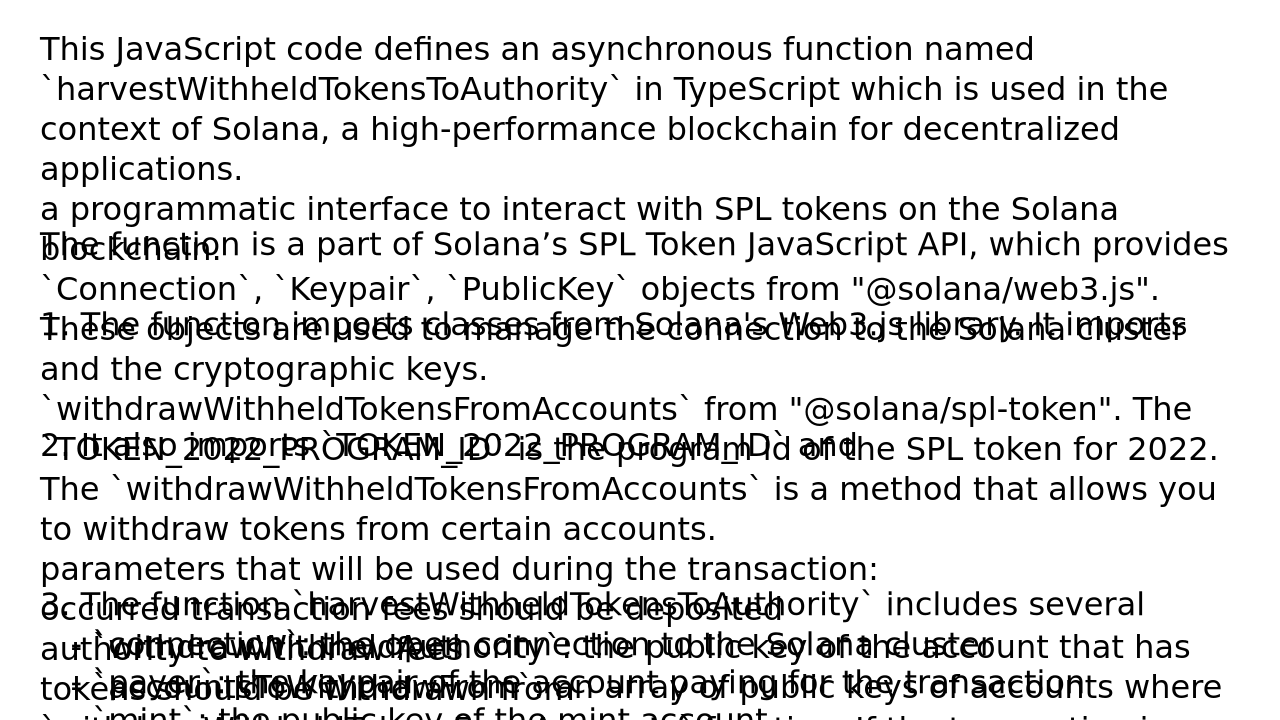 This JavaScript code defines an asynchronous function named
`harvestWithheldTokensToAuthority` in TypeScript which is used in the
context of Solana, a high-performance blockchain for decentralized
applications.
a programmatic interface to interact with SPL tokens on the Solana
blockchain.
The function is a part of Solana’s SPL Token JavaScript API, which provides
`Connection`, `Keypair`, `PublicKey` objects from "@solana/web3.js".
1. The function imports classes from Solana's Web3.js library. It imports
These objects are used to manage the connection to the Solana cluster
and the cryptographic keys.
`withdrawWithheldTokensFromAccounts` from "@solana/spl-token". The
2. It also imports `TOKEN_2022_PROGRAM_ID` and
`TOKEN_2022_PROGRAM_ID` is the program id of the SPL token for 2022.
The `withdrawWithheldTokensFromAccounts` is a method that allows you
to withdraw tokens from certain accounts.
parameters that will be used during the transaction:
3. The function `harvestWithheldTokensToAuthority` includes several
occurred transaction fees should be deposited
authority to withdraw fees
- `connection`: the open connection to the Solana cluster
: the public key of the account that has
tokens should be withdrawn from
- `payer`: the keypair of the account paying for the transaction
an array of public keys of accounts where
`mint`: the public key of the mint account